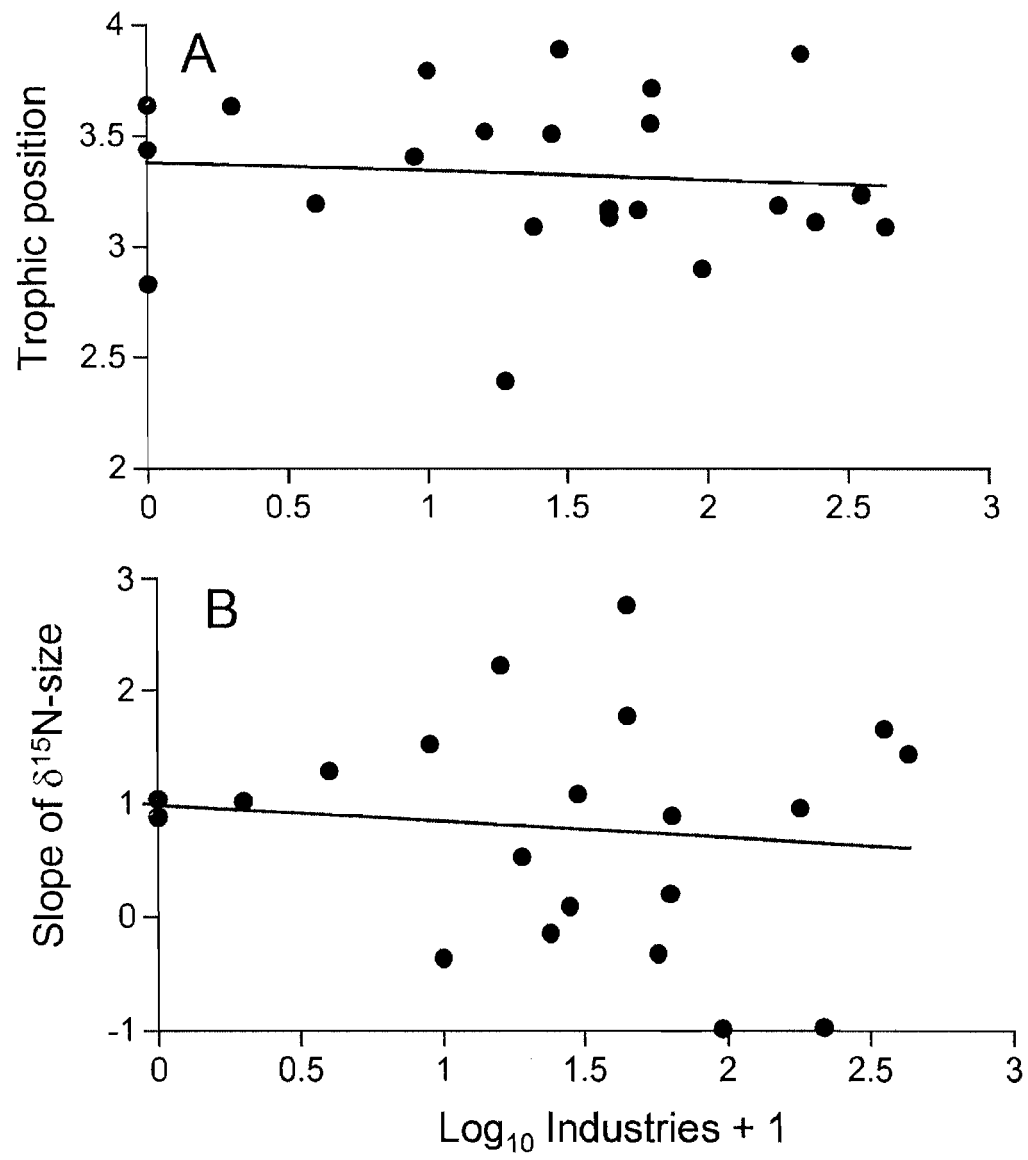 4
A
3.5
Trophic position
3
2.5
2
0 0.5 1 1.5 2 2.5 3
3
B
2
Slope of δ¹⁵N-size
1
0
-1
0 0.5 1 1.5 2 2.5 3
Log₁₀ Industries + 1